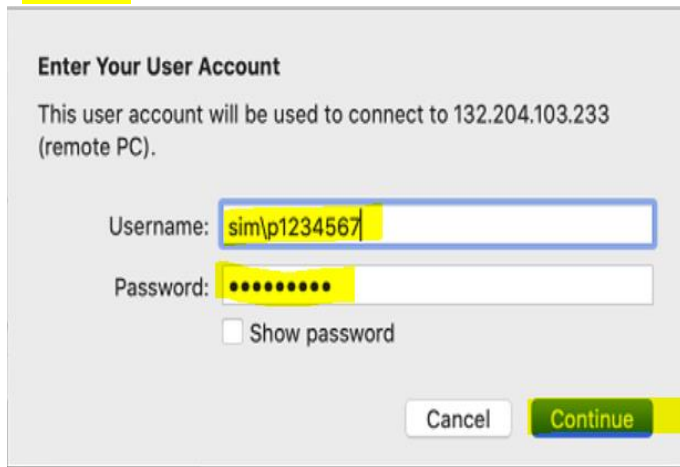 Enter Your User Account
This user account will be used to connect to 132.204.103.233
(remote PC).
Username: sim\p1234567
Password: •••••••••
Show password
Cancel Continue